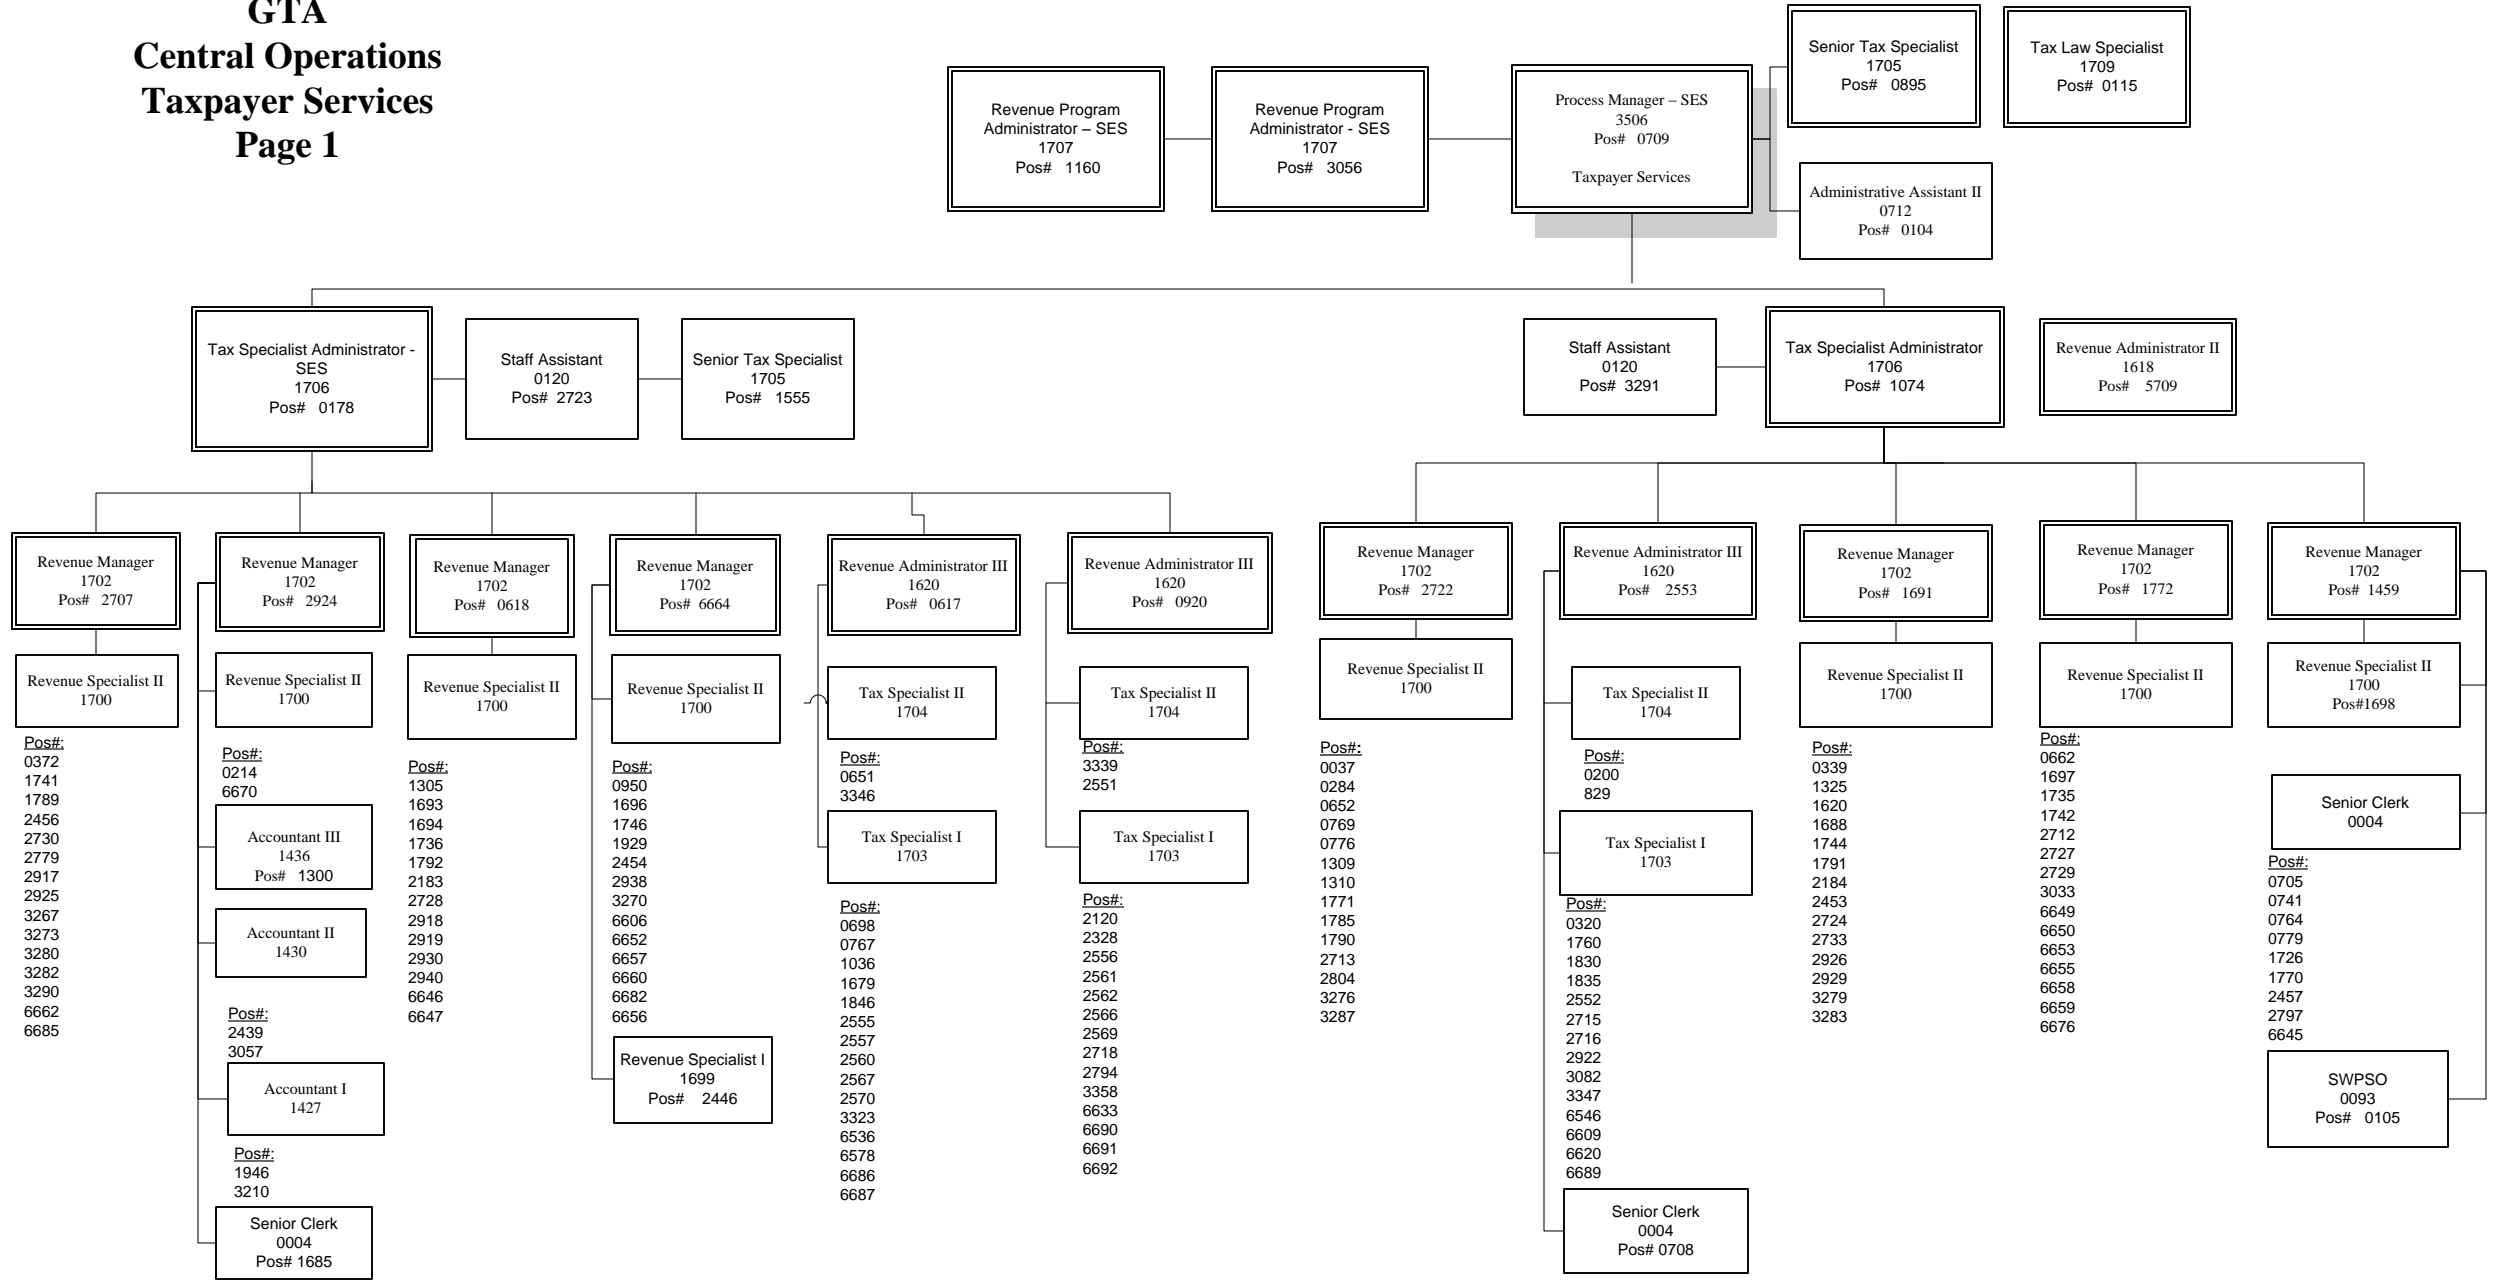 GTA
Central Operations
Taxpayer Services
Page 1
Revenue Program
Administrator – SES
1707
Pos# 1160
Revenue Program
Administrator - SES
1707
Pos# 3056
Process Manager – SES
3506
Pos# 0709
Taxpayer Services
Senior Tax Specialist
1705
Pos# 0895
Tax Law Specialist
1709
Pos# 0115
Administrative Assistant II
0712
Pos# 0104
Tax Specialist Administrator -
SES
1706
Pos# 0178
Staff Assistant
0120
Pos# 2723
Senior Tax Specialist
1705
Pos# 1555
Staff Assistant
0120
Pos# 3291
Tax Specialist Administrator
1706
Pos# 1074
Revenue Administrator II
1618
Pos# 5709
Revenue Manager
1702
Pos# 2707
Revenue Specialist II
1700
Pos#:
0372
1741
1789
2456
2730
2779
2917
2925
3267
3273
3280
3282
3290
6662
6685
Revenue Manager
1702
Pos# 2924
Revenue Specialist II
1700
Pos#:
0214
6670
Accountant III
1436
Pos# 1300
Accountant II
1430
Pos#:
2439
3057
Accountant I
1427
Pos#:
1946
3210
Senior Clerk
0004
Pos# 1685
Revenue Manager
1702
Pos# 0618
Revenue Specialist II
1700
Pos#:
1305
1693
1694
1736
1792
2183
2728
2918
2919
2930
2940
6646
6647
Revenue Manager
1702
Pos# 6664
Revenue Specialist II
1700
Pos#:
0950
1696
1746
1929
2454
2938
3270
6606
6652
6657
6660
6682
6656
Revenue Specialist I
1699
Pos# 2446
Revenue Administrator III
1620
Pos# 0617
Tax Specialist II
1704
Pos#:
0651
3346
Tax Specialist I
1703
Pos#:
0698
0767
1036
1679
1846
2555
2557
2560
2567
2570
3323
6536
6578
6686
6687
Revenue Administrator III
1620
Pos# 0920
Tax Specialist II
1704
Pos#:
3339
2551
Tax Specialist I
1703
Pos#:
2120
2328
2556
2561
2562
2566
2569
2718
2794
3358
6633
6690
6691
6692
Revenue Manager
1702
Pos# 2722
Revenue Specialist II
1700
Pos#:
0037
0284
0652
0769
0776
1309
1310
1771
1785
1790
2713
2804
3276
3287
Revenue Administrator III
1620
Pos# 2553
Tax Specialist II
1704
Pos#:
0200
829
Tax Specialist I
1703
Pos#:
0320
1760
1830
1835
2552
2715
2716
2922
3082
3347
6546
6609
6620
6689
Senior Clerk
0004
Pos# 0708
Revenue Manager
1702
Pos# 1691
Revenue Specialist II
1700
Pos#:
0339
1325
1620
1688
1744
1791
2184
2453
2724
2733
2926
2929
3279
3283
Revenue Manager
1702
Pos# 1772
Revenue Specialist II
1700
Pos#:
0662
1697
1735
1742
2712
2727
2729
3033
6649
6650
6653
6655
6658
6659
6676
Revenue Manager
1702
Pos# 1459
Revenue Specialist II
1700
Pos#1698
Senior Clerk
0004
Pos#:
0705
0741
0764
0779
1726
1770
2457
2797
6645
SWPSO
0093
Pos# 0105